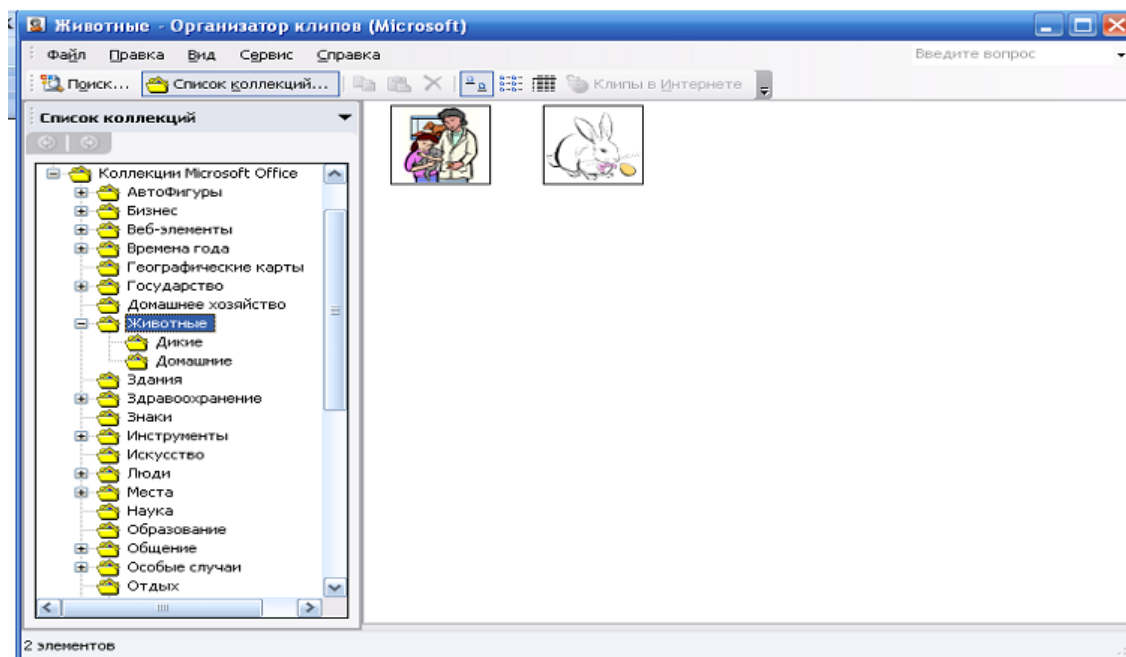 Животные - Организатор клипов (Microsoft)
Файл Правка Вид Сервис Справка Введите вопрос
Поиск... Список коллекций... Клипы в Интернете
Список коллекций
Коллекции Microsoft Office
АвтоФигуры
Бизнес
Веб-элементы
Времена года
Географические карты
Государство
Домашнее хозяйство
Животные
Дикие
Домашние
Здания
Здравоохранение
Знаки
Инструменты
Искусство
Люди
Места
Наука
Образование
Общение
Особые случаи
Отдых
2 элементов